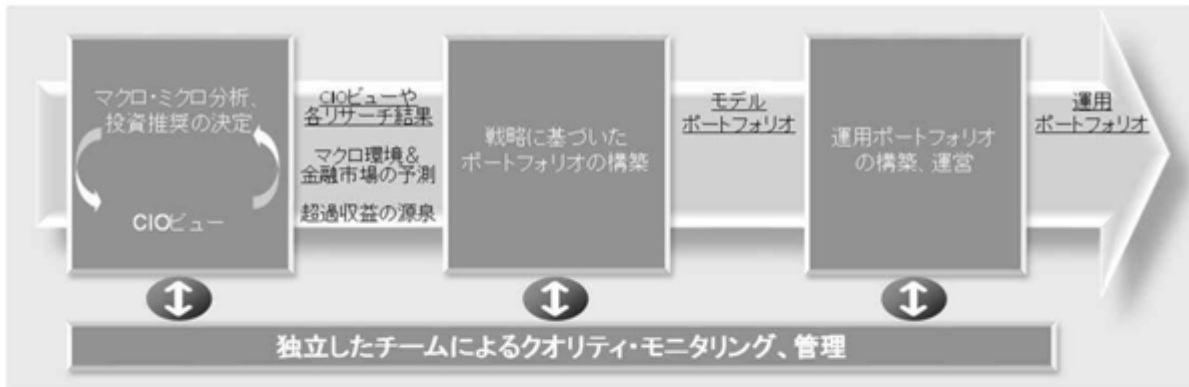 マクロ・ミクロ分析、
投資推奨の決定
CIOビュー
CIOビューや
各リサーチ結果
マクロ環境&
金融市場の予測
超過収益の源泉
戦略に基づいた
ポートフォリオの構築
モデル
ポートフォリオ
運用ポートフォリオ
の構築、運営
運用
ポートフォリオ
独立したチームによるクオリティ・モニタリング、管理